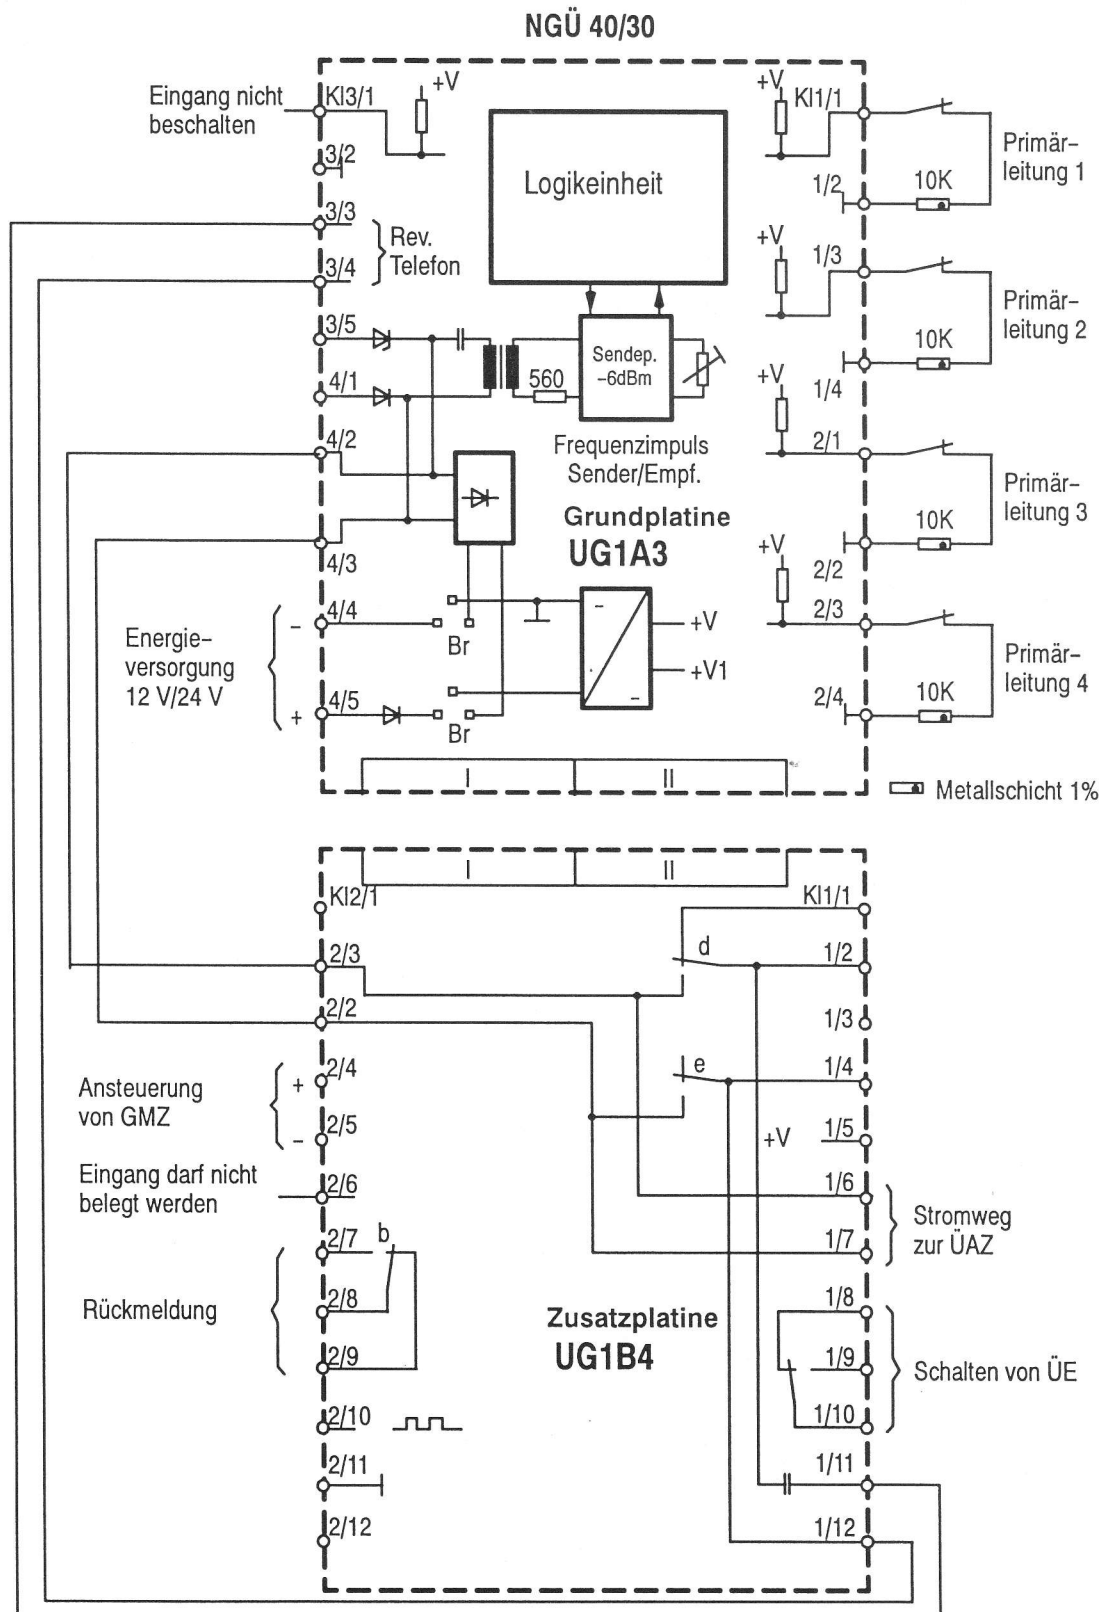 NGÜ 40/30
Eingang nicht
beschalten
Kl3/1
+V
3/2
3/3
3/4
Rev.
Telefon
3/5
4/1
4/2
4/3
4/4
4/5
Energie–
versorgung
12 V/24 V
–
+
Br
Br
Logikeinheit
Sendep.
–6dBm
560
Frequenzimpuls
Sender/Empf.
Grundplatine
UG1A3
–
–
+V
+V1
+V
Kl1/1
1/2
10K
Primär–
leitung 1
+V
1/3
10K
Primär–
leitung 2
1/4
+V
2/1
10K
Primär–
leitung 3
2/2
+V
2/3
2/4
10K
Primär–
leitung 4
I
II
Metallschicht 1%
I
II
Kl2/1
2/3
2/2
2/4
2/5
Ansteuerung
von GMZ
+
–
Eingang darf nicht
belegt werden
2/6
2/7
b
2/8
2/9
Rückmeldung
2/10
2/11
2/12
Zusatzplatine
UG1B4
Kl1/1
d
1/2
1/3
e
1/4
+V
1/5
1/6
1/7
Stromweg
zur ÜAZ
1/8
1/9
1/10
Schalten von ÜE
1/11
1/12